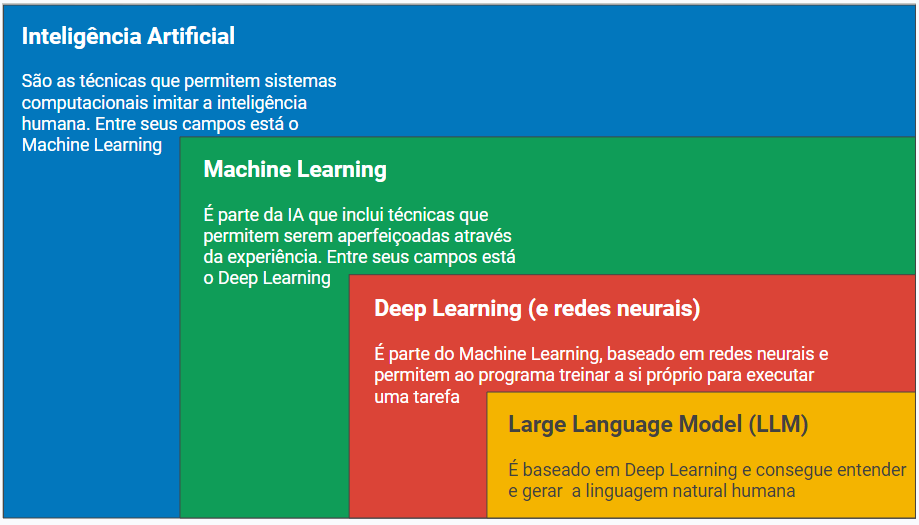 Inteligência Artificial
São as técnicas que permitem sistemas
computacionais imitar a inteligência
humana. Entre seus campos está o
Machine Learning
Machine Learning
É parte da IA que inclui técnicas que
permitem serem aperfeiçoadas através
da experiência. Entre seus campos está
o Deep Learning
Deep Learning (e redes neurais)
É parte do Machine Learning, baseado em redes neurais e
permitem ao programa treinar a si próprio para executar
uma tarefa
Large Language Model (LLM)
É baseado em Deep Learning e consegue entender
e gerar  a linguagem natural humana